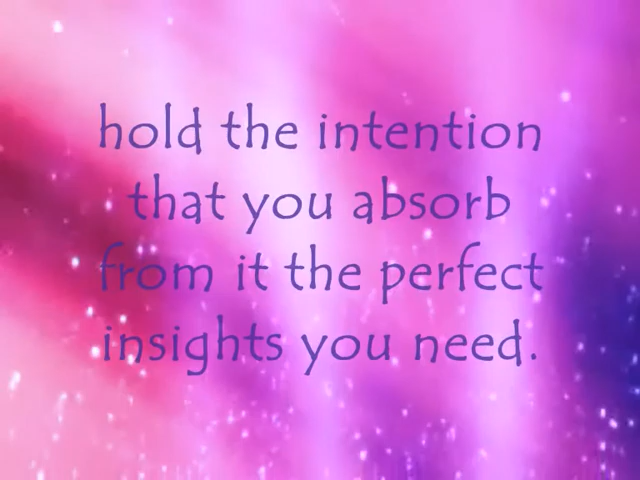 hold the intention
that you absorb
from it the perfect
insights you need.